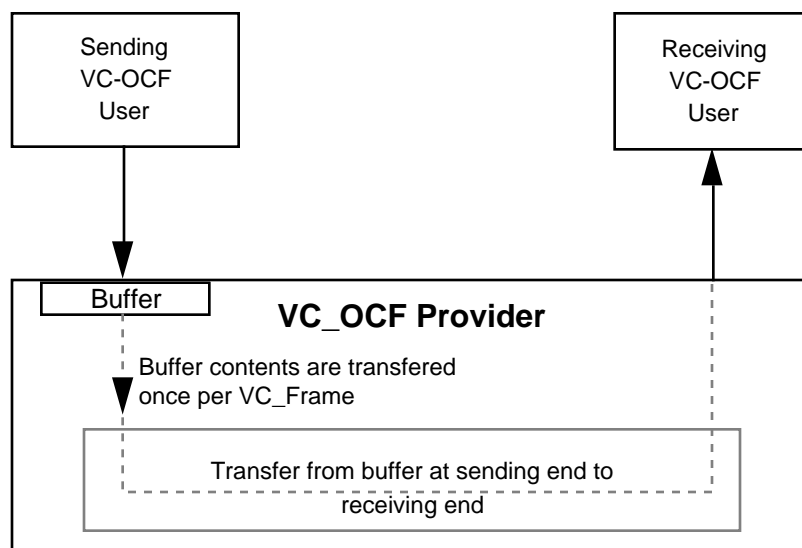 Sending
VC-OCF
User
Receiving
VC-OCF
User
Buffer
VC_OCF Provider
Buffer contents are transfered
once per VC_Frame
Transfer from buffer at sending end to
receiving end